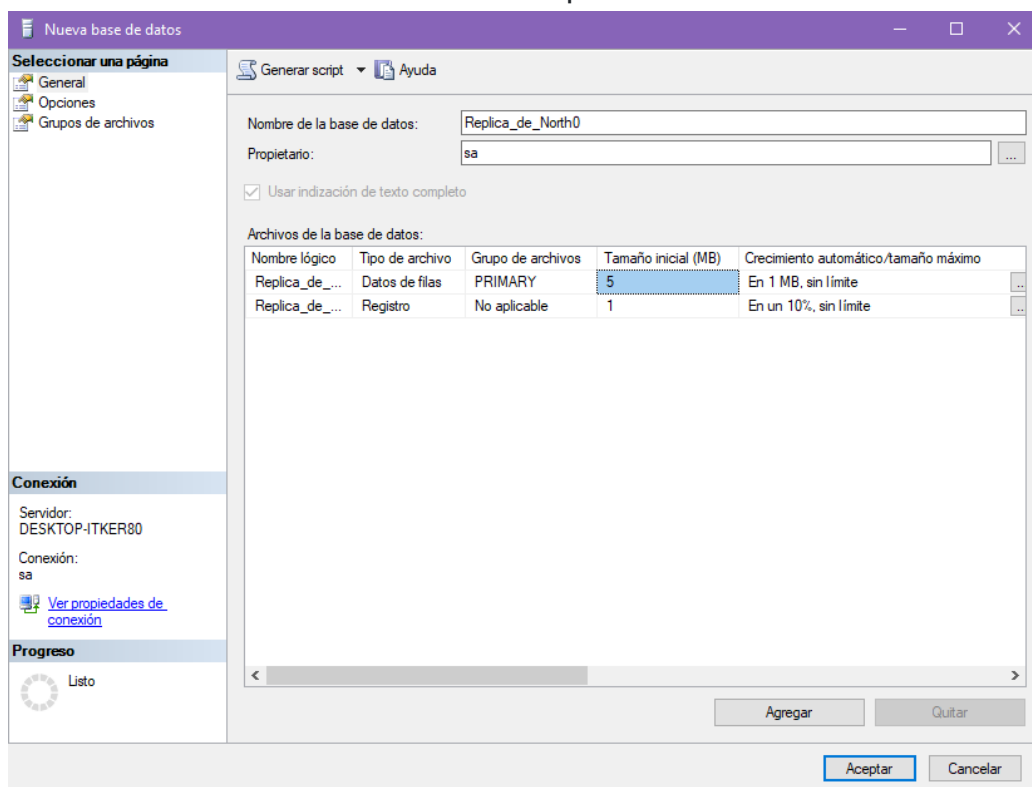 Nueva base de datos
Seleccionar una página
General
Opciones
Grupos de archivos
Generar script
Ayuda
Nombre de la base de datos: Replica_de_North0
Propietario: sa ...
Usar indización de texto completo
Archivos de la base de datos:
Nombre lógico Tipo de archivo Grupo de archivos Tamaño inicial (MB) Crecimiento automático/tamaño máximo
Replica_de_... Datos de filas PRIMARY 5 En 1 MB, sin límite ..
Replica_de_... Registro No aplicable 1 En un 10%, sin límite ..
Conexión
Servidor:
DESKTOP-ITKER80
Conexión:
sa
Ver propiedades de
conexión
Progreso
Listo
Agregar Quitar
Aceptar Cancelar